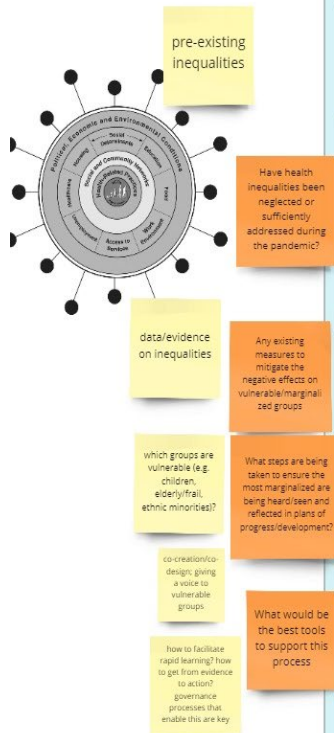 pre-existing
inequalities
Political, Economic and Environmental Conditions
Social
Determinants
Housing
Education
Healthcare
Food
Unemployment
Work
Environment
Access to
Services
Social and Community Networks
Have health
inequalities been
neglected or
sufficiently
addressed during
the pandemic?
data/evidence
on inequalities
Any existing
measures to
mitigate the
negative effects on
vulnerable/marginali
zed groups
which groups are
vulnerable (e.g.
children,
elderly/frail,
ethnic minorities)?
What steps are being
taken to ensure the
most marginalized are
being heard/seen and
reflected in plans of
progress/development?
co-creation/co-
design; giving
a voice to
vulnerable
groups
What would be
the best tools
to support this
process
how to facilitate
rapid learning? how
to get from evidence
to action?
governance
processes that
enable this are key